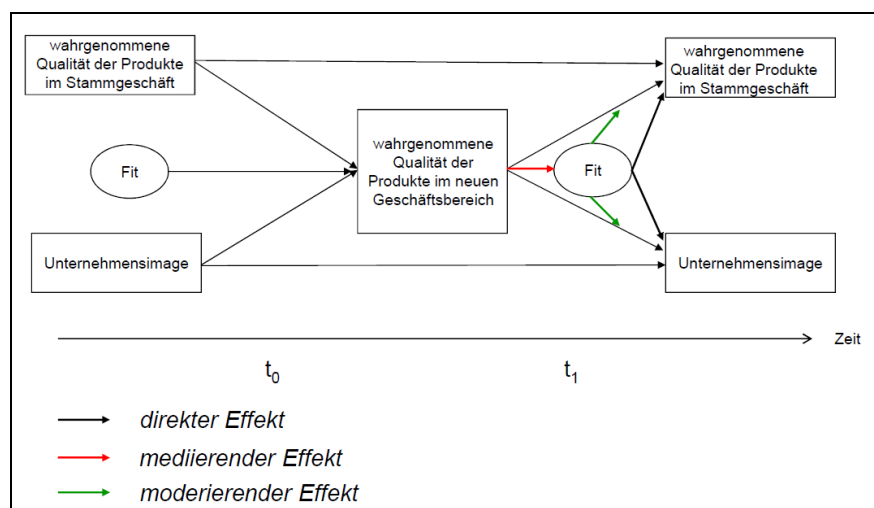 wahrgenommene
Qualität der Produkte
im Stammgeschäft
wahrgenommene
Qualität der Produkte
im Stammgeschäft
wahrgenommene
Qualität der
Produkte im neuen
Geschäftsbereich
Fit
Fit
Unternehmensimage
Unternehmensimage
Zeit
t0
t1
direkter Effekt
mediierender Effekt
moderierender Effekt